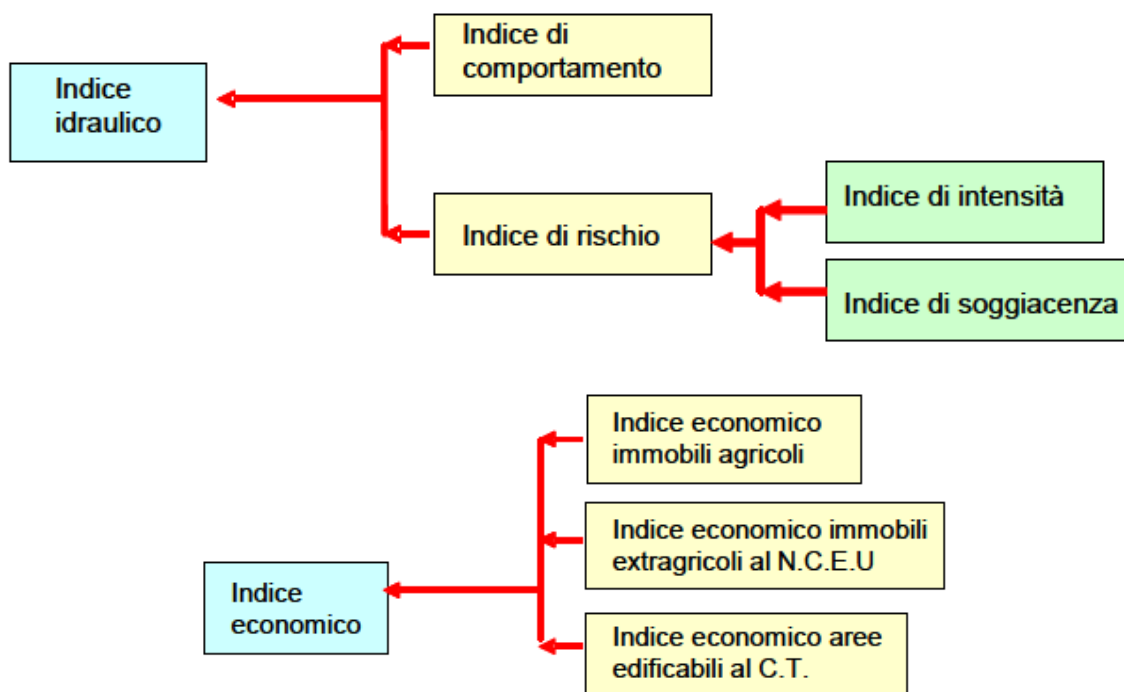 Indice di
comportamento
Indice
idraulico
Indice di intensità
Indice di rischio
Indice di soggiacenza
Indice economico
immobili agricoli
Indice economico immobili
extragricoli al N.C.E.U
Indice
economico
Indice economico aree
edificabili al C.T.